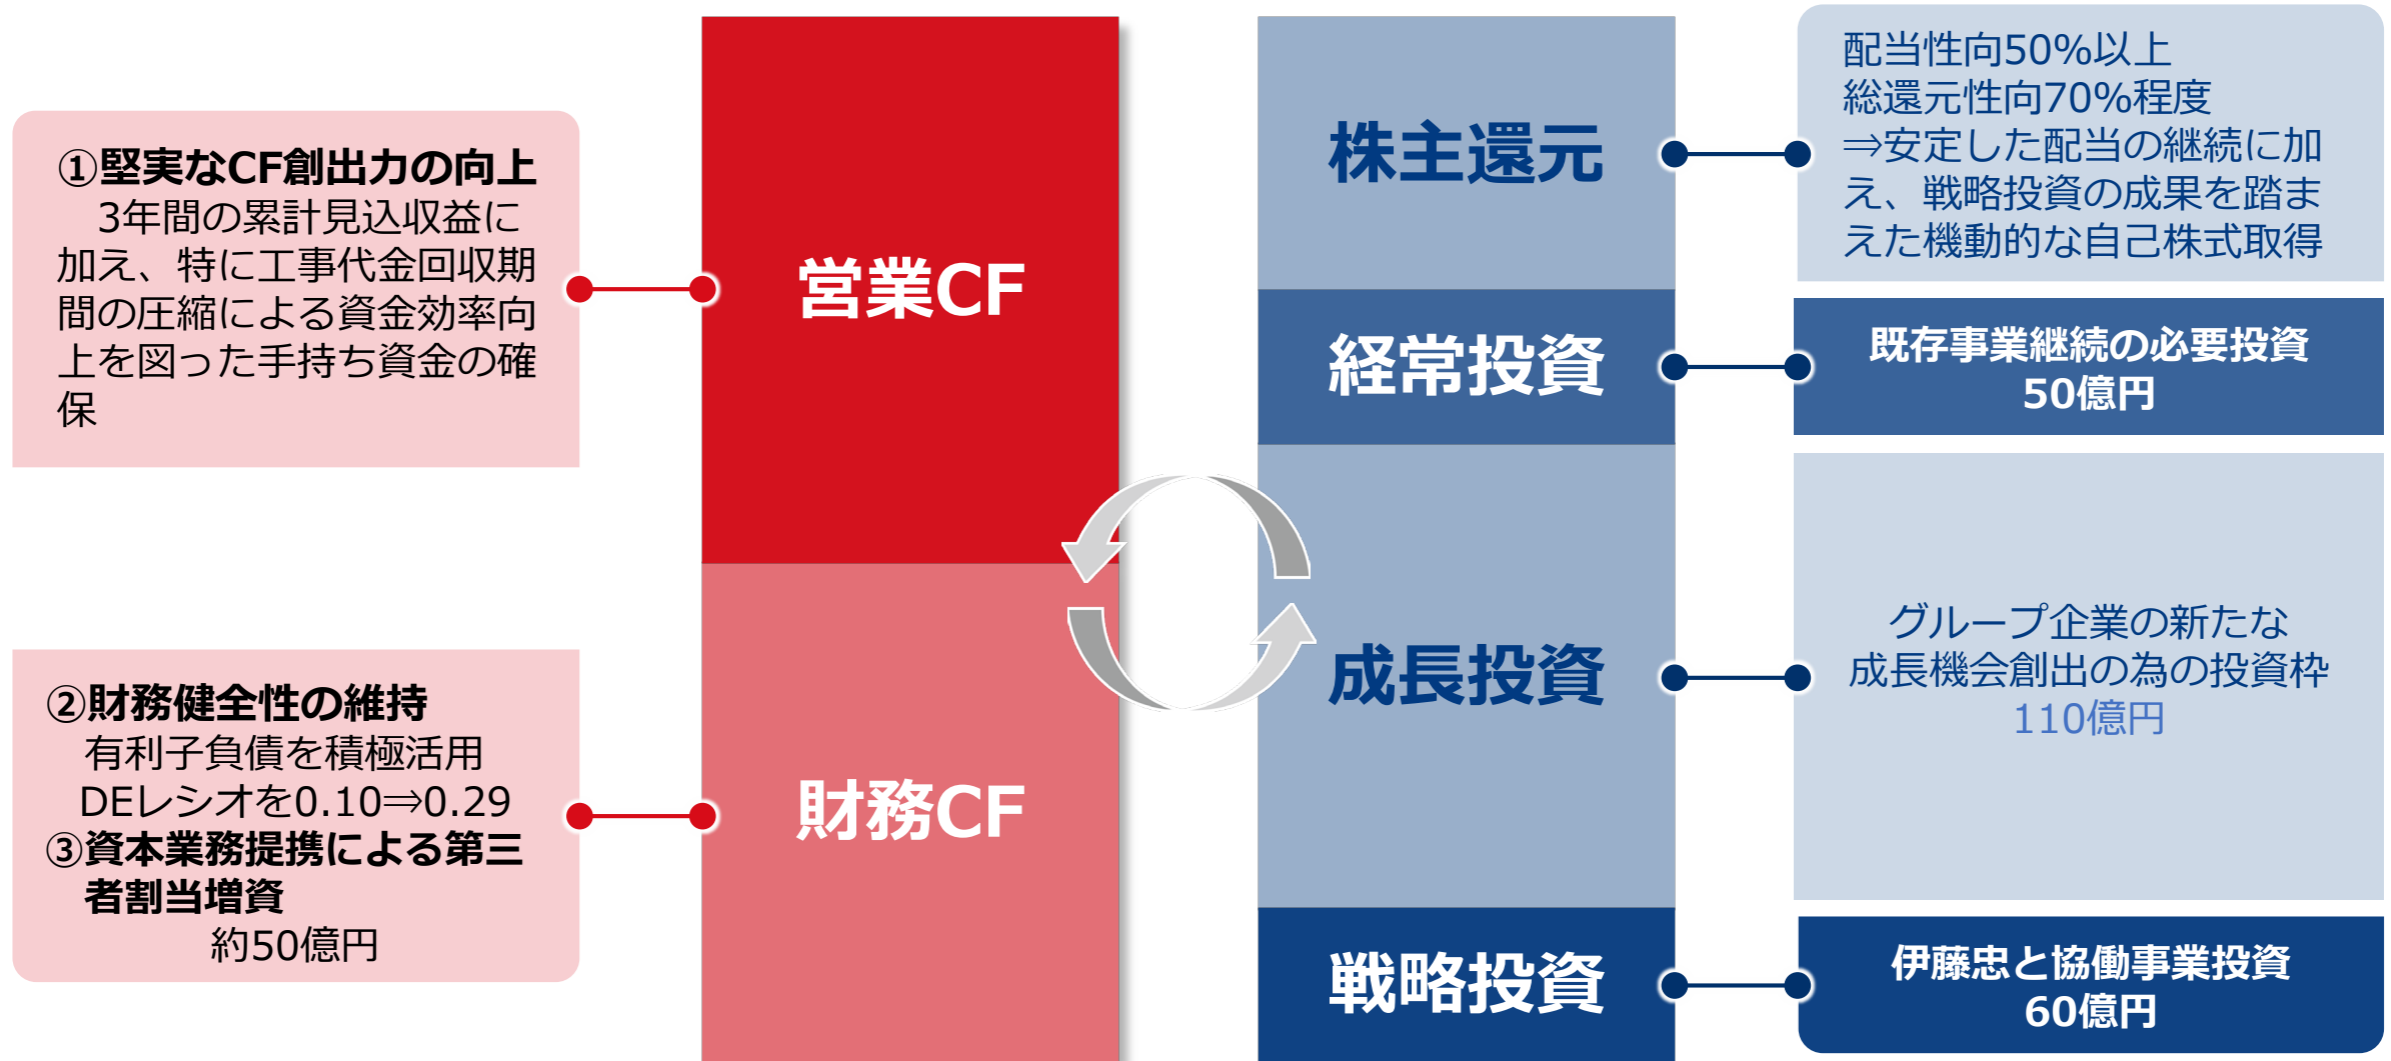 ①堅実なCF創出力の向上
3年間の累計見込収益に
加え、特に工事代金回収期
間の圧縮による資金効率向
上を図った手持ち資金の確
保
②財務健全性の維持
有利子負債を積極活用
DEレシオを0.10⇒0.29
③資本業務提携による第三
者割当増資
約50億円
営業CF
財務CF
株主還元
経常投資
成長投資
戦略投資
配当性向50%以上
総還元性向70%程度
⇒安定した配当の継続に加
え、戦略投資の成果を踏ま
えた機動的な自己株式取得
既存事業継続の必要投資
50億円
グループ企業の新たな
成長機会創出の為の投資枠
110億円
伊藤忠と協働事業投資
60億円